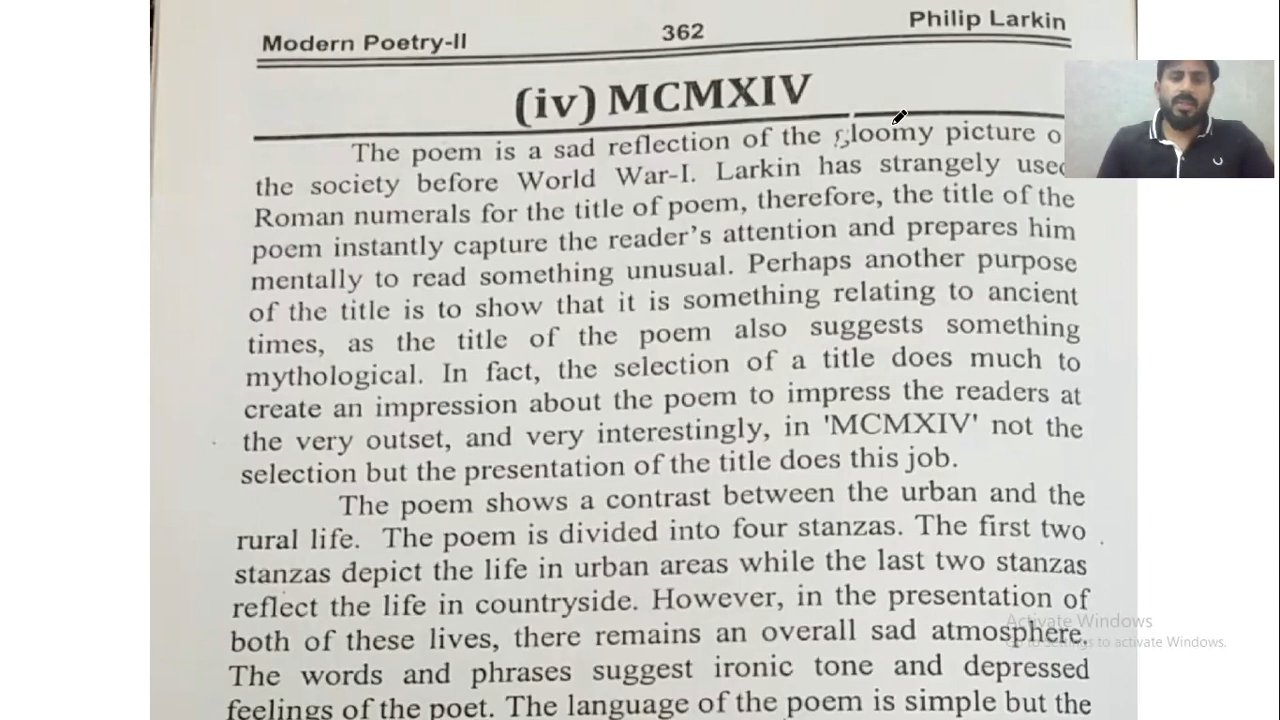 Modern Poetry-II 362 Philip Larkin
(iv) MCMXIV
The poem is a sad reflection of the gloomy picture o
the society before World War-I. Larkin has strangely used
Roman numerals for the title of poem, therefore, the title of the
poem instantly capture the reader's attention and prepares him
mentally to read something unusual. Perhaps another purpose
of the title is to show that it is something relating to ancient
times, as the title of the poem also suggests something
mythological. In fact, the selection of a title does much to
create an impression about the poem to impress the readers at
the very outset, and very interestingly, in 'MCMXIV' not the
selection but the presentation of the title does this job.
The poem shows a contrast between the urban and the
rural life. The poem is divided into four stanzas. The first two
stanzas depict the life in urban areas while the last two stanzas
reflect the life in countryside. However, in the presentation of
both of these lives, there remains an overall sad atmosphere.
The words and phrases suggest ironic tone and depressed
feelings of the poet. The language of the poem is simple but the
Activate Windows
Go to Settings to activate Windows.